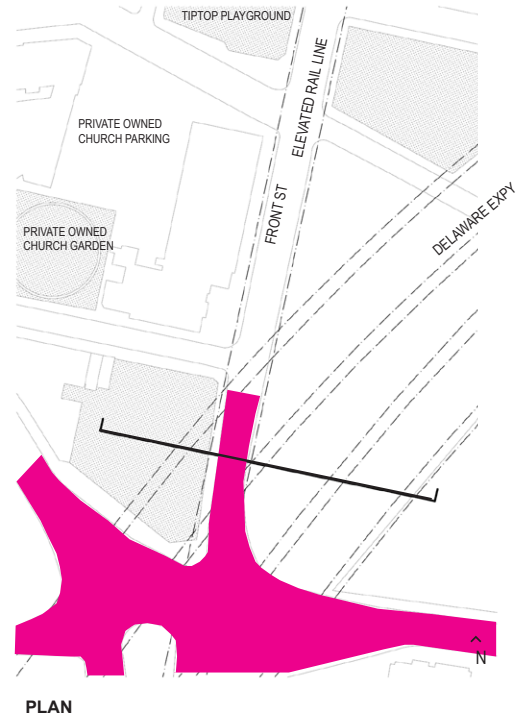 TIPTOP PLAYGROUND
ELEVATED RAIL LINE
PRIVATE OWNED
CHURCH PARKING
FRONT ST
DELAWARE EXPY
PRIVATE OWNED
CHURCH GARDEN
N
PLAN